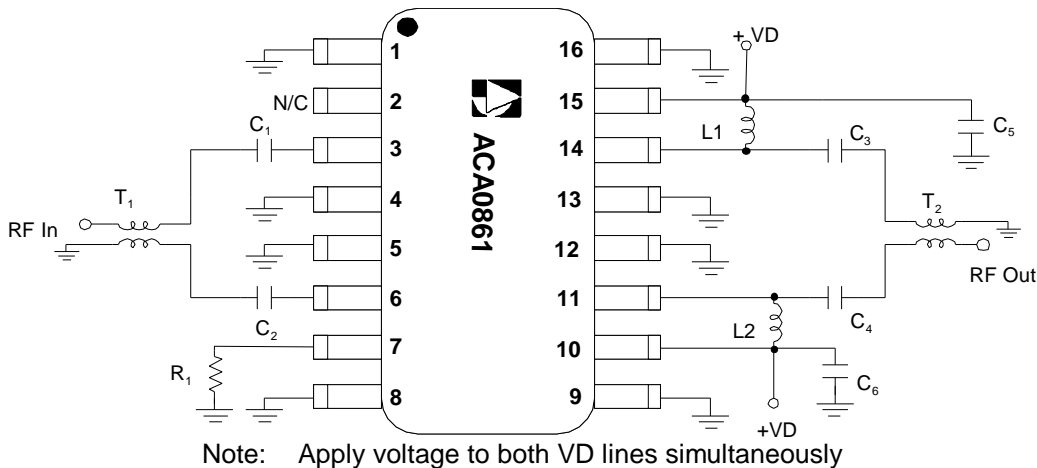 + VD
1
16
N/C
2
15
C₁
L1
C₃
C₅
3
14
ACA0861
T₁
4
13
T₂
RF In
5
12
RF Out
6
11
C₂
C₄
L2
7
10
R₁
C₆
8
9
+VD
Note: Apply voltage to both VD lines simultaneously